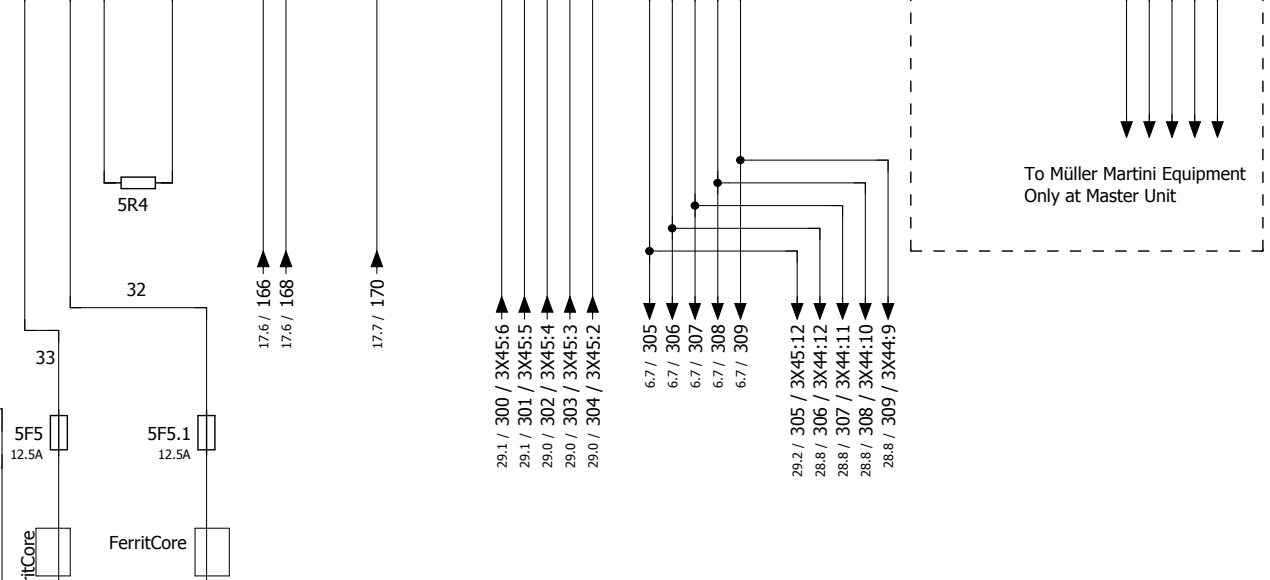 To Müller Martini Equipment
Only at Master Unit
5R4
32
33
17.6 / 166
17.6 / 168
17.7 / 170
29.1 / 300 / 3X45:6
29.1 / 301 / 3X45:5
29.0 / 302 / 3X45:4
29.0 / 303 / 3X45:3
29.0 / 304 / 3X45:2
6.7 / 305
6.7 / 306
6.7 / 307
6.7 / 308
6.7 / 309
29.2 / 305 / 3X45:12
28.8 / 306 / 3X44:12
28.8 / 307 / 3X44:11
28.8 / 308 / 3X44:10
28.8 / 309 / 3X44:9
5F5
12.5A
5F5.1
12.5A
FerritCore